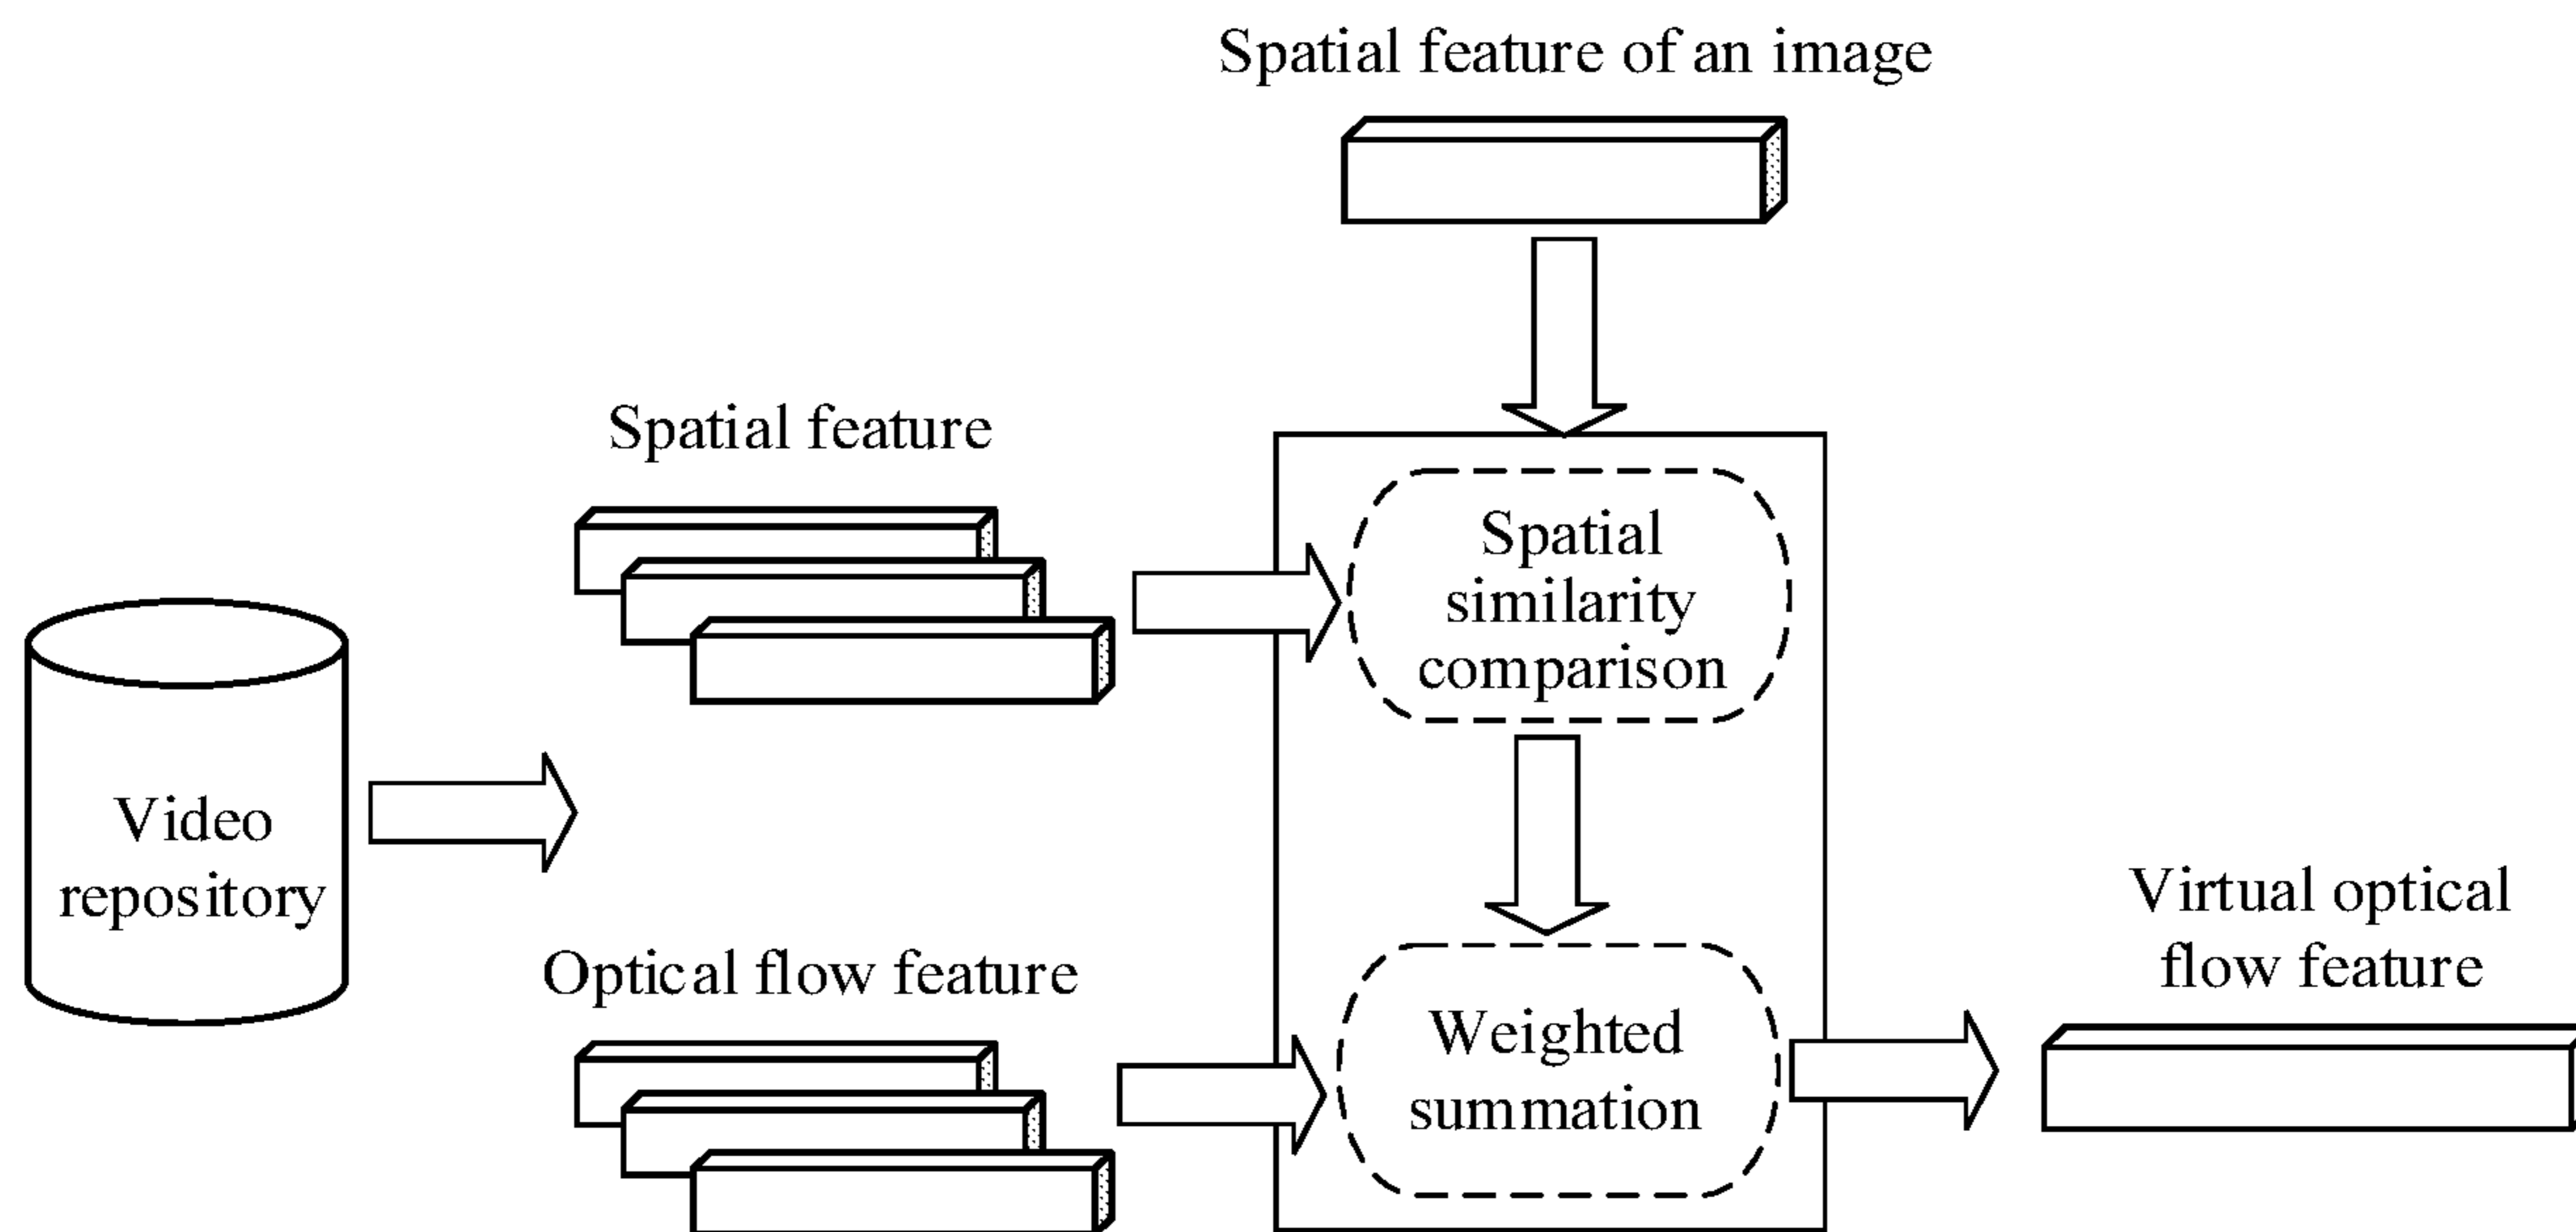 Spatial feature of an image
Spatial feature
Spatial
similarity
comparison
Video
repository
Optical flow feature
Weighted
summation
Virtual optical
flow feature